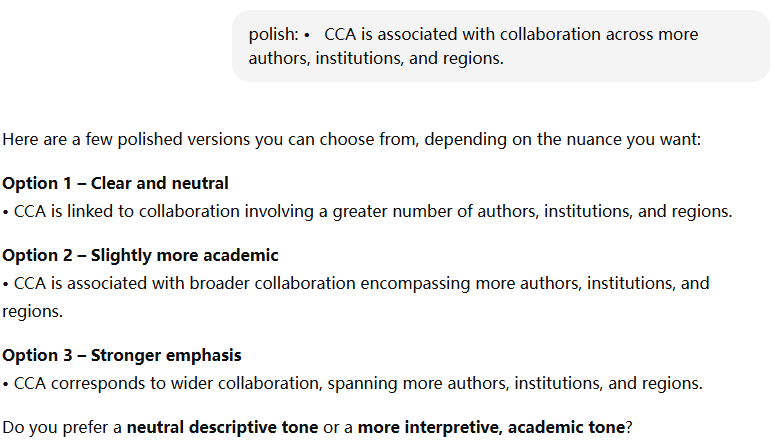 polish: • CCA is associated with collaboration across more
authors, institutions, and regions.
Here are a few polished versions you can choose from, depending on the nuance you want:
Option 1 – Clear and neutral
• CCA is linked to collaboration involving a greater number of authors, institutions, and regions.
Option 2 – Slightly more academic
• CCA is associated with broader collaboration encompassing more authors, institutions, and
regions.
Option 3 – Stronger emphasis
• CCA corresponds to wider collaboration, spanning more authors, institutions, and regions.
Do you prefer a neutral descriptive tone or a more interpretive, academic tone?